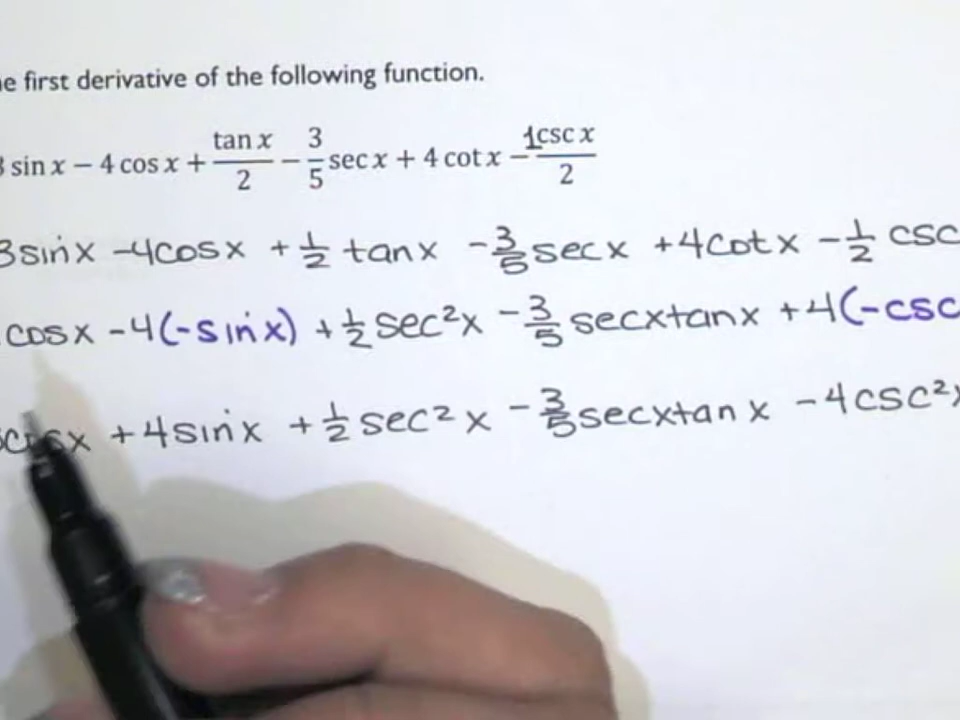 e first derivative of the following function.
3 sin x − 4 cos x + tan x/2 − 3/5 sec x + 4 cot x − 1csc x/2
3sinx -4cosx +1/2 tanx -3/5 secx +4cotx -1/2 csc
cosx -4(-sinx) +1/2 sec²x -3/5 secxtanx +4(-csc
cosx +4sinx +1/2 sec²x -3/5 secxtanx -4csc²x